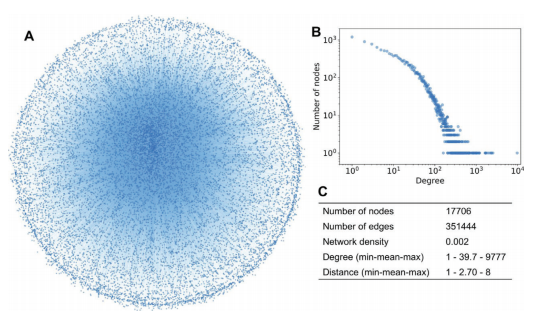 A
B
10³
10²
10¹
10⁰
Number of nodes
10⁰ 10¹ 10² 10³ 10⁴
Degree
C
Number of nodes 17706
Number of edges 351444
Network density 0.002
Degree (min-mean-max) 1 - 39.7 - 9777
Distance (min-mean-max) 1 - 2.70 - 8